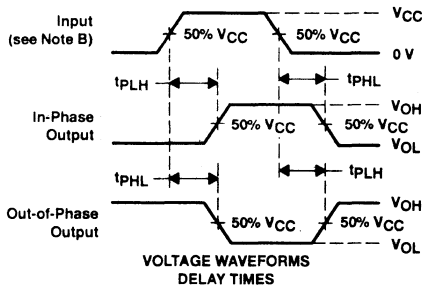 Input
(see Note B)
50% VCC
50% VCC
VCC
0 V
tPLH
tPHL
In-Phase
Output
50% VCC
50% VCC
VOH
VOL
tPHL
tPLH
Out-of-Phase
Output
50% VCC
50% VCC
VOH
VOL
VOLTAGE WAVEFORMS
DELAY TIMES